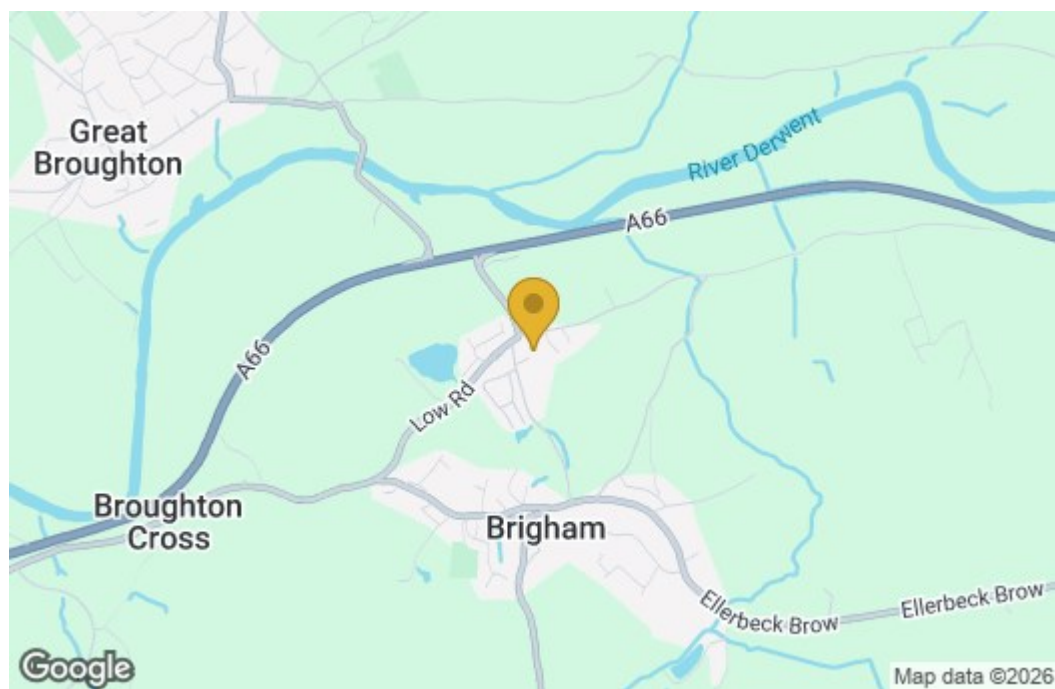 Great
Broughton
River Derwent
A66
A66
Low Rd
Broughton
Cross
Brigham
Ellerbeck Brow
Ellerbeck Brow
Google
Map data ©2026